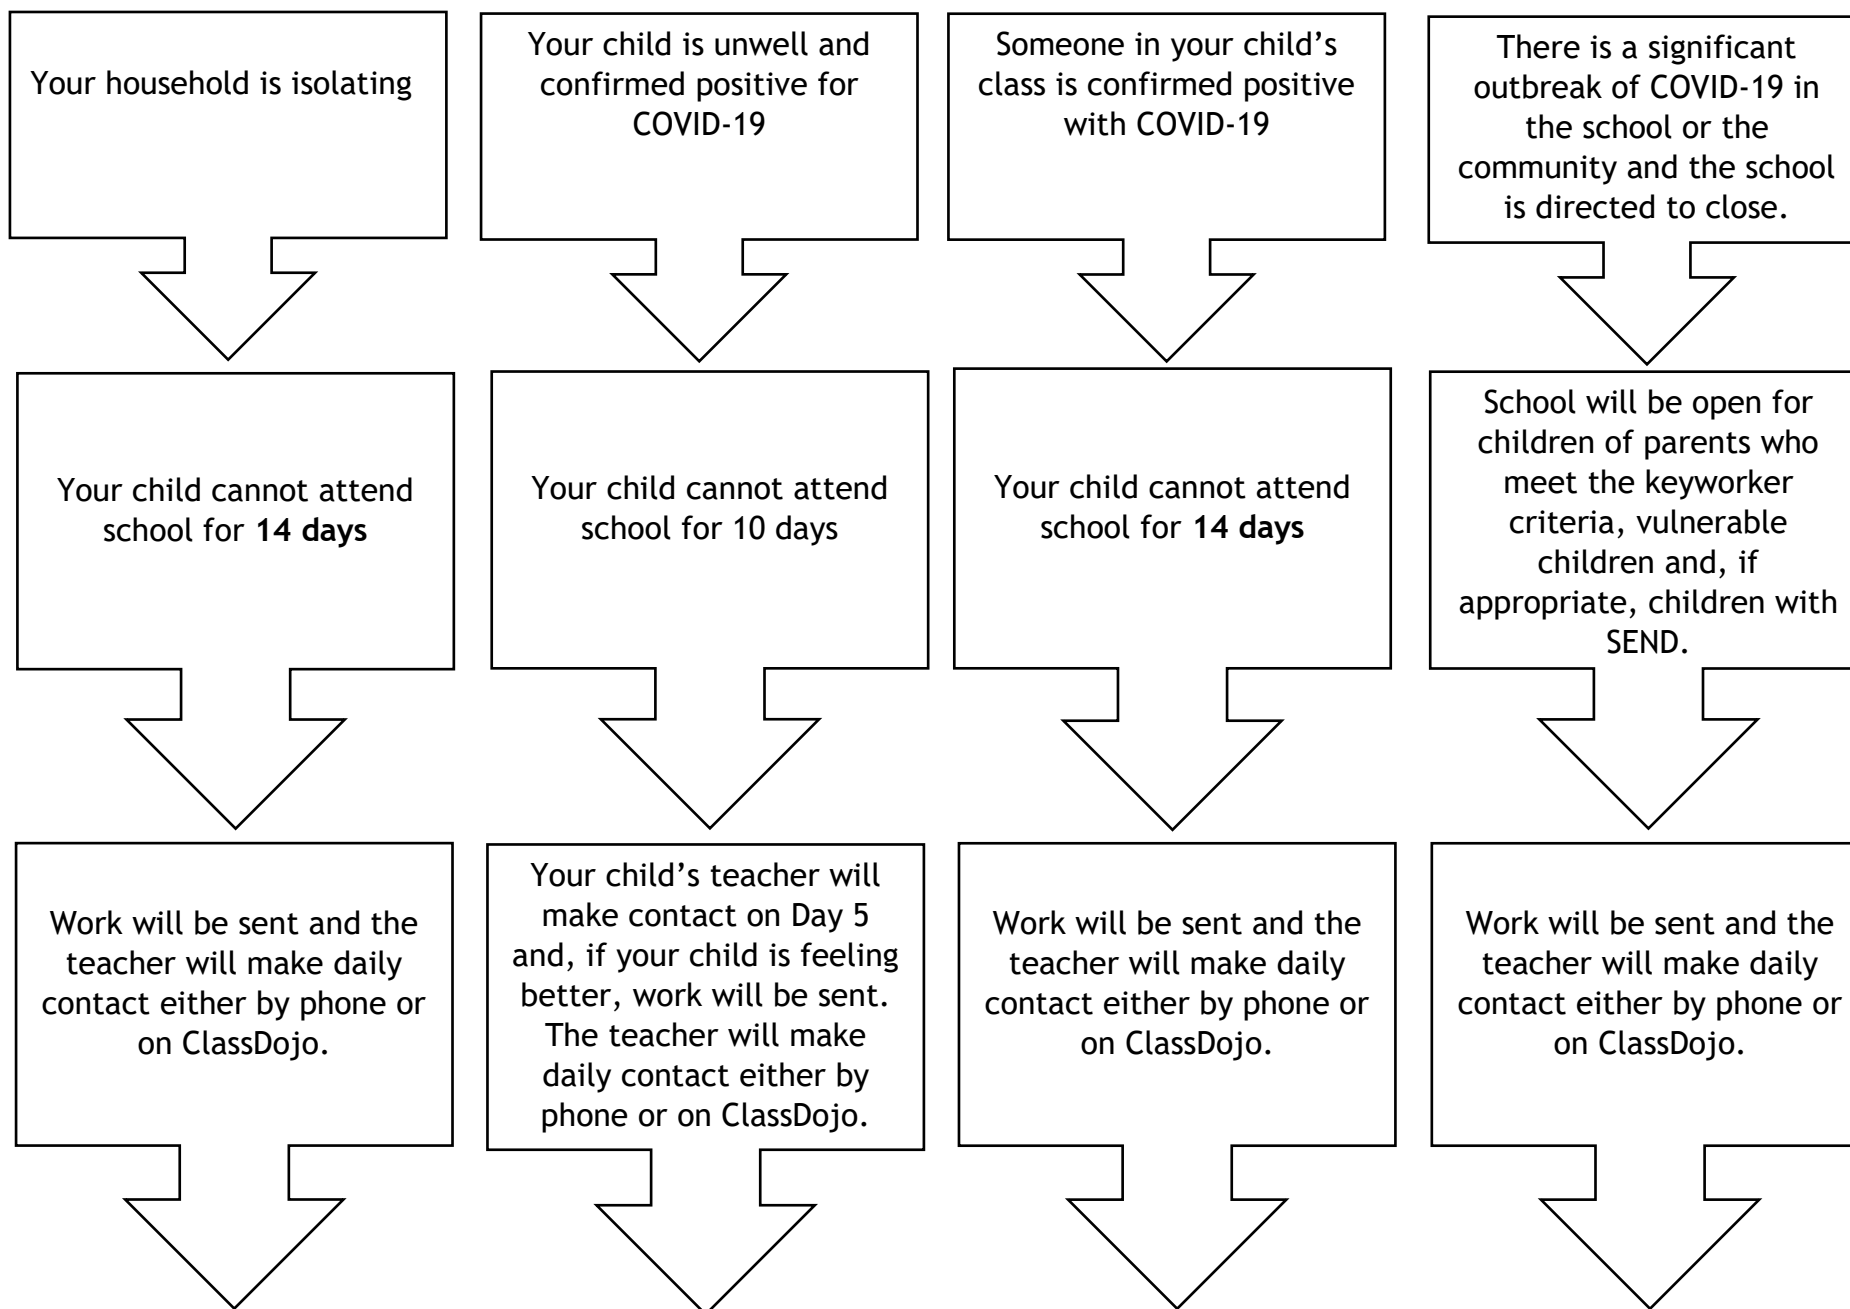 Your household is isolating
Your child is unwell and
confirmed positive for
COVID-19
Someone in your child’s
class is confirmed positive
with COVID-19
There is a significant
outbreak of COVID-19 in
the school or the
community and the school
is directed to close.
Your child cannot attend
school for 14 days
Your child cannot attend
school for 10 days
Your child cannot attend
school for 14 days
School will be open for
children of parents who
meet the keyworker
criteria, vulnerable
children and, if
appropriate, children with
SEND.
Work will be sent and the
teacher will make daily
contact either by phone or
on ClassDojo.
Your child’s teacher will
make contact on Day 5
and, if your child is feeling
better, work will be sent.
The teacher will make
daily contact either by
phone or on ClassDojo.
Work will be sent and the
teacher will make daily
contact either by phone or
on ClassDojo.
Work will be sent and the
teacher will make daily
contact either by phone or
on ClassDojo.